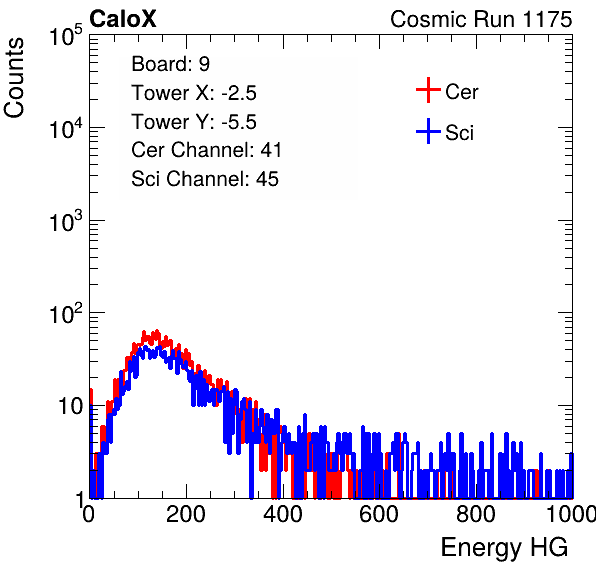 CaloX Cosmic Run 1175
Counts
10^5
10^4
10^3
10^2
10
1
Board: 9
Tower X: -2.5
Tower Y: -5.5
Cer Channel: 41
Sci Channel: 45
Cer
Sci
0 200 400 600 800 1000
Energy HG